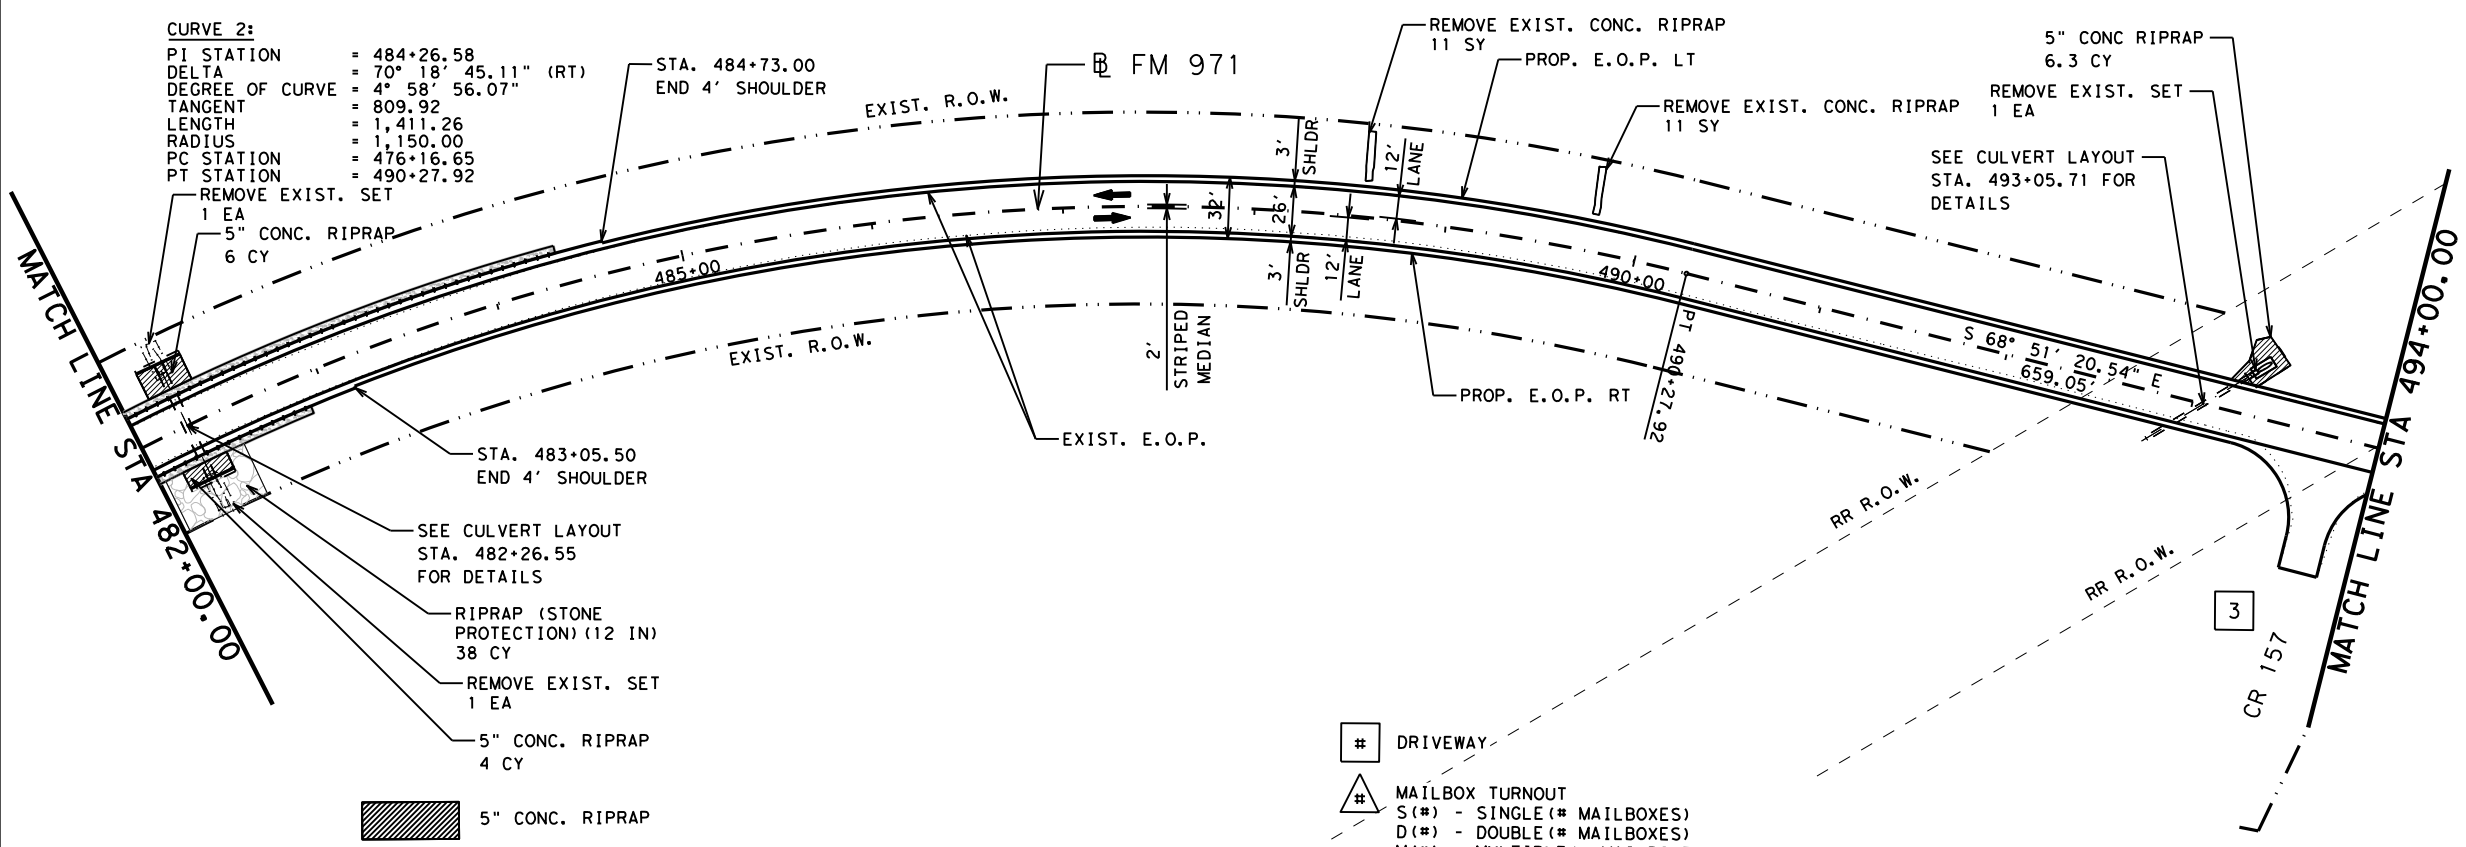 CURVE 2:
PI STATION = 484+26.58
DELTA = 70° 18' 45.11" (RT)
DEGREE OF CURVE = 4° 58' 56.07"
TANGENT = 809.92
LENGTH = 1,411.26
RADIUS = 1,150.00
PC STATION = 476+16.65
PT STATION = 490+27.92
REMOVE EXIST. SET
1 EA
5" CONC. RIPRAP
6 CY
STA. 484+73.00
END 4' SHOULDER
EXIST. R.O.W.
BL FM 971
REMOVE EXIST. CONC. RIPRAP
11 SY
PROP. E.O.P. LT
REMOVE EXIST. CONC. RIPRAP
11 SY
5" CONC RIPRAP
6.3 CY
REMOVE EXIST. SET
1 EA
SEE CULVERT LAYOUT
STA. 493+05.71 FOR
DETAILS
MATCH LINE STA 482+00.00
MATCH LINE STA 494+00.00
3'
SHLDR
12'
LANE
32'
26'
3'
SHLDR
12'
LANE
2'
STRIPED
MEDIAN
485+00
490+00
PT 490+27.92
S 68° 51' 20.54" E
659.05'
EXIST. R.O.W.
PROP. E.O.P. RT
EXIST. E.O.P.
STA. 483+05.50
END 4' SHOULDER
SEE CULVERT LAYOUT
STA. 482+26.55
FOR DETAILS
RIPRAP (STONE
PROTECTION)(12 IN)
38 CY
REMOVE EXIST. SET
1 EA
5" CONC. RIPRAP
4 CY
RR R.O.W.
RR R.O.W.
3
CR 157
5" CONC. RIPRAP
# DRIVEWAY
# MAILBOX TURNOUT
S(#) - SINGLE(# MAILBOXES)
D(#) - DOUBLE(# MAILBOXES)